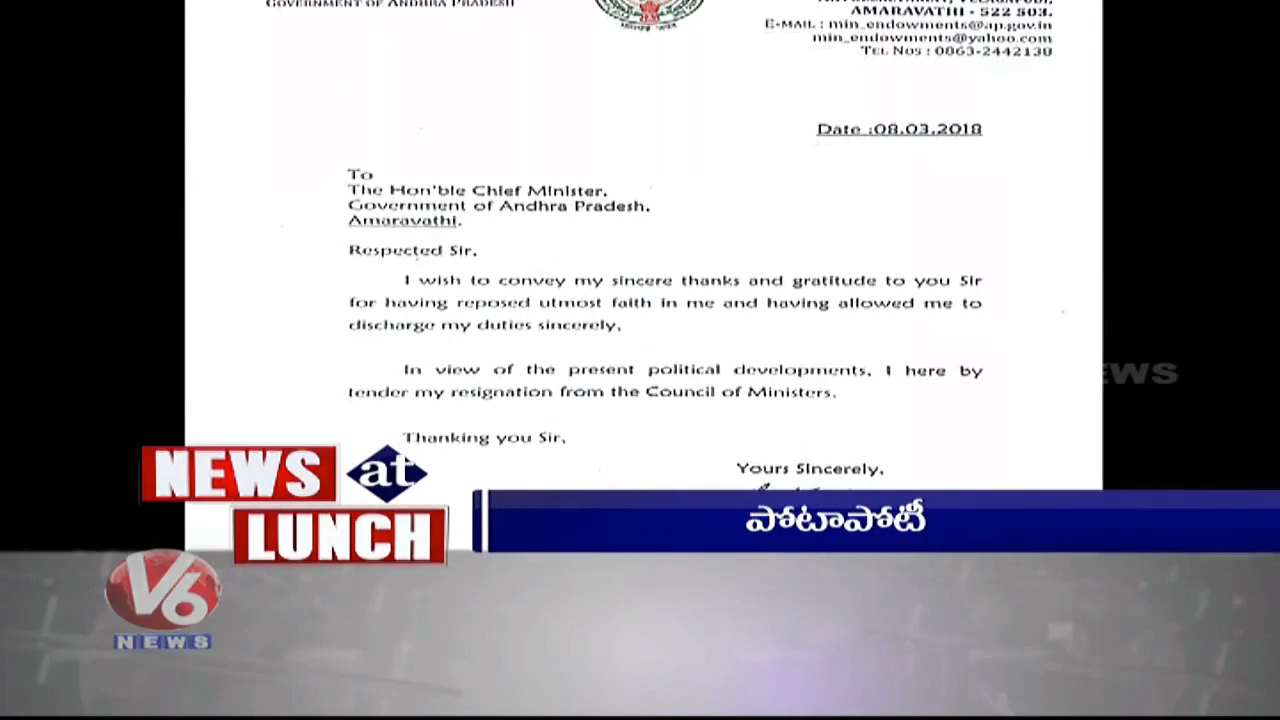 GOVERNMENT OF ANDHRA PRADESH
AMARAVATHI - 522 503.
E-MAIL : min_endowments@ap.gov.in
min_endowments@yahoo.com
TEL NOS : 0863-2442138
Date :08.03.2018
To
The Hon'ble Chief Minister,
Government of Andhra Pradesh,
Amaravathi.
Respected Sir,
I wish to convey my sincere thanks and gratitude to you Sir
for having reposed utmost faith in me and having allowed me to
discharge my duties sincerely.
In view of the present political developments, I here by
tender my resignation from the Council of Ministers.
Thanking you Sir,
Yours Sincerely,
NEWS at
LUNCH
పోటాపోటీ
V6
NEWS